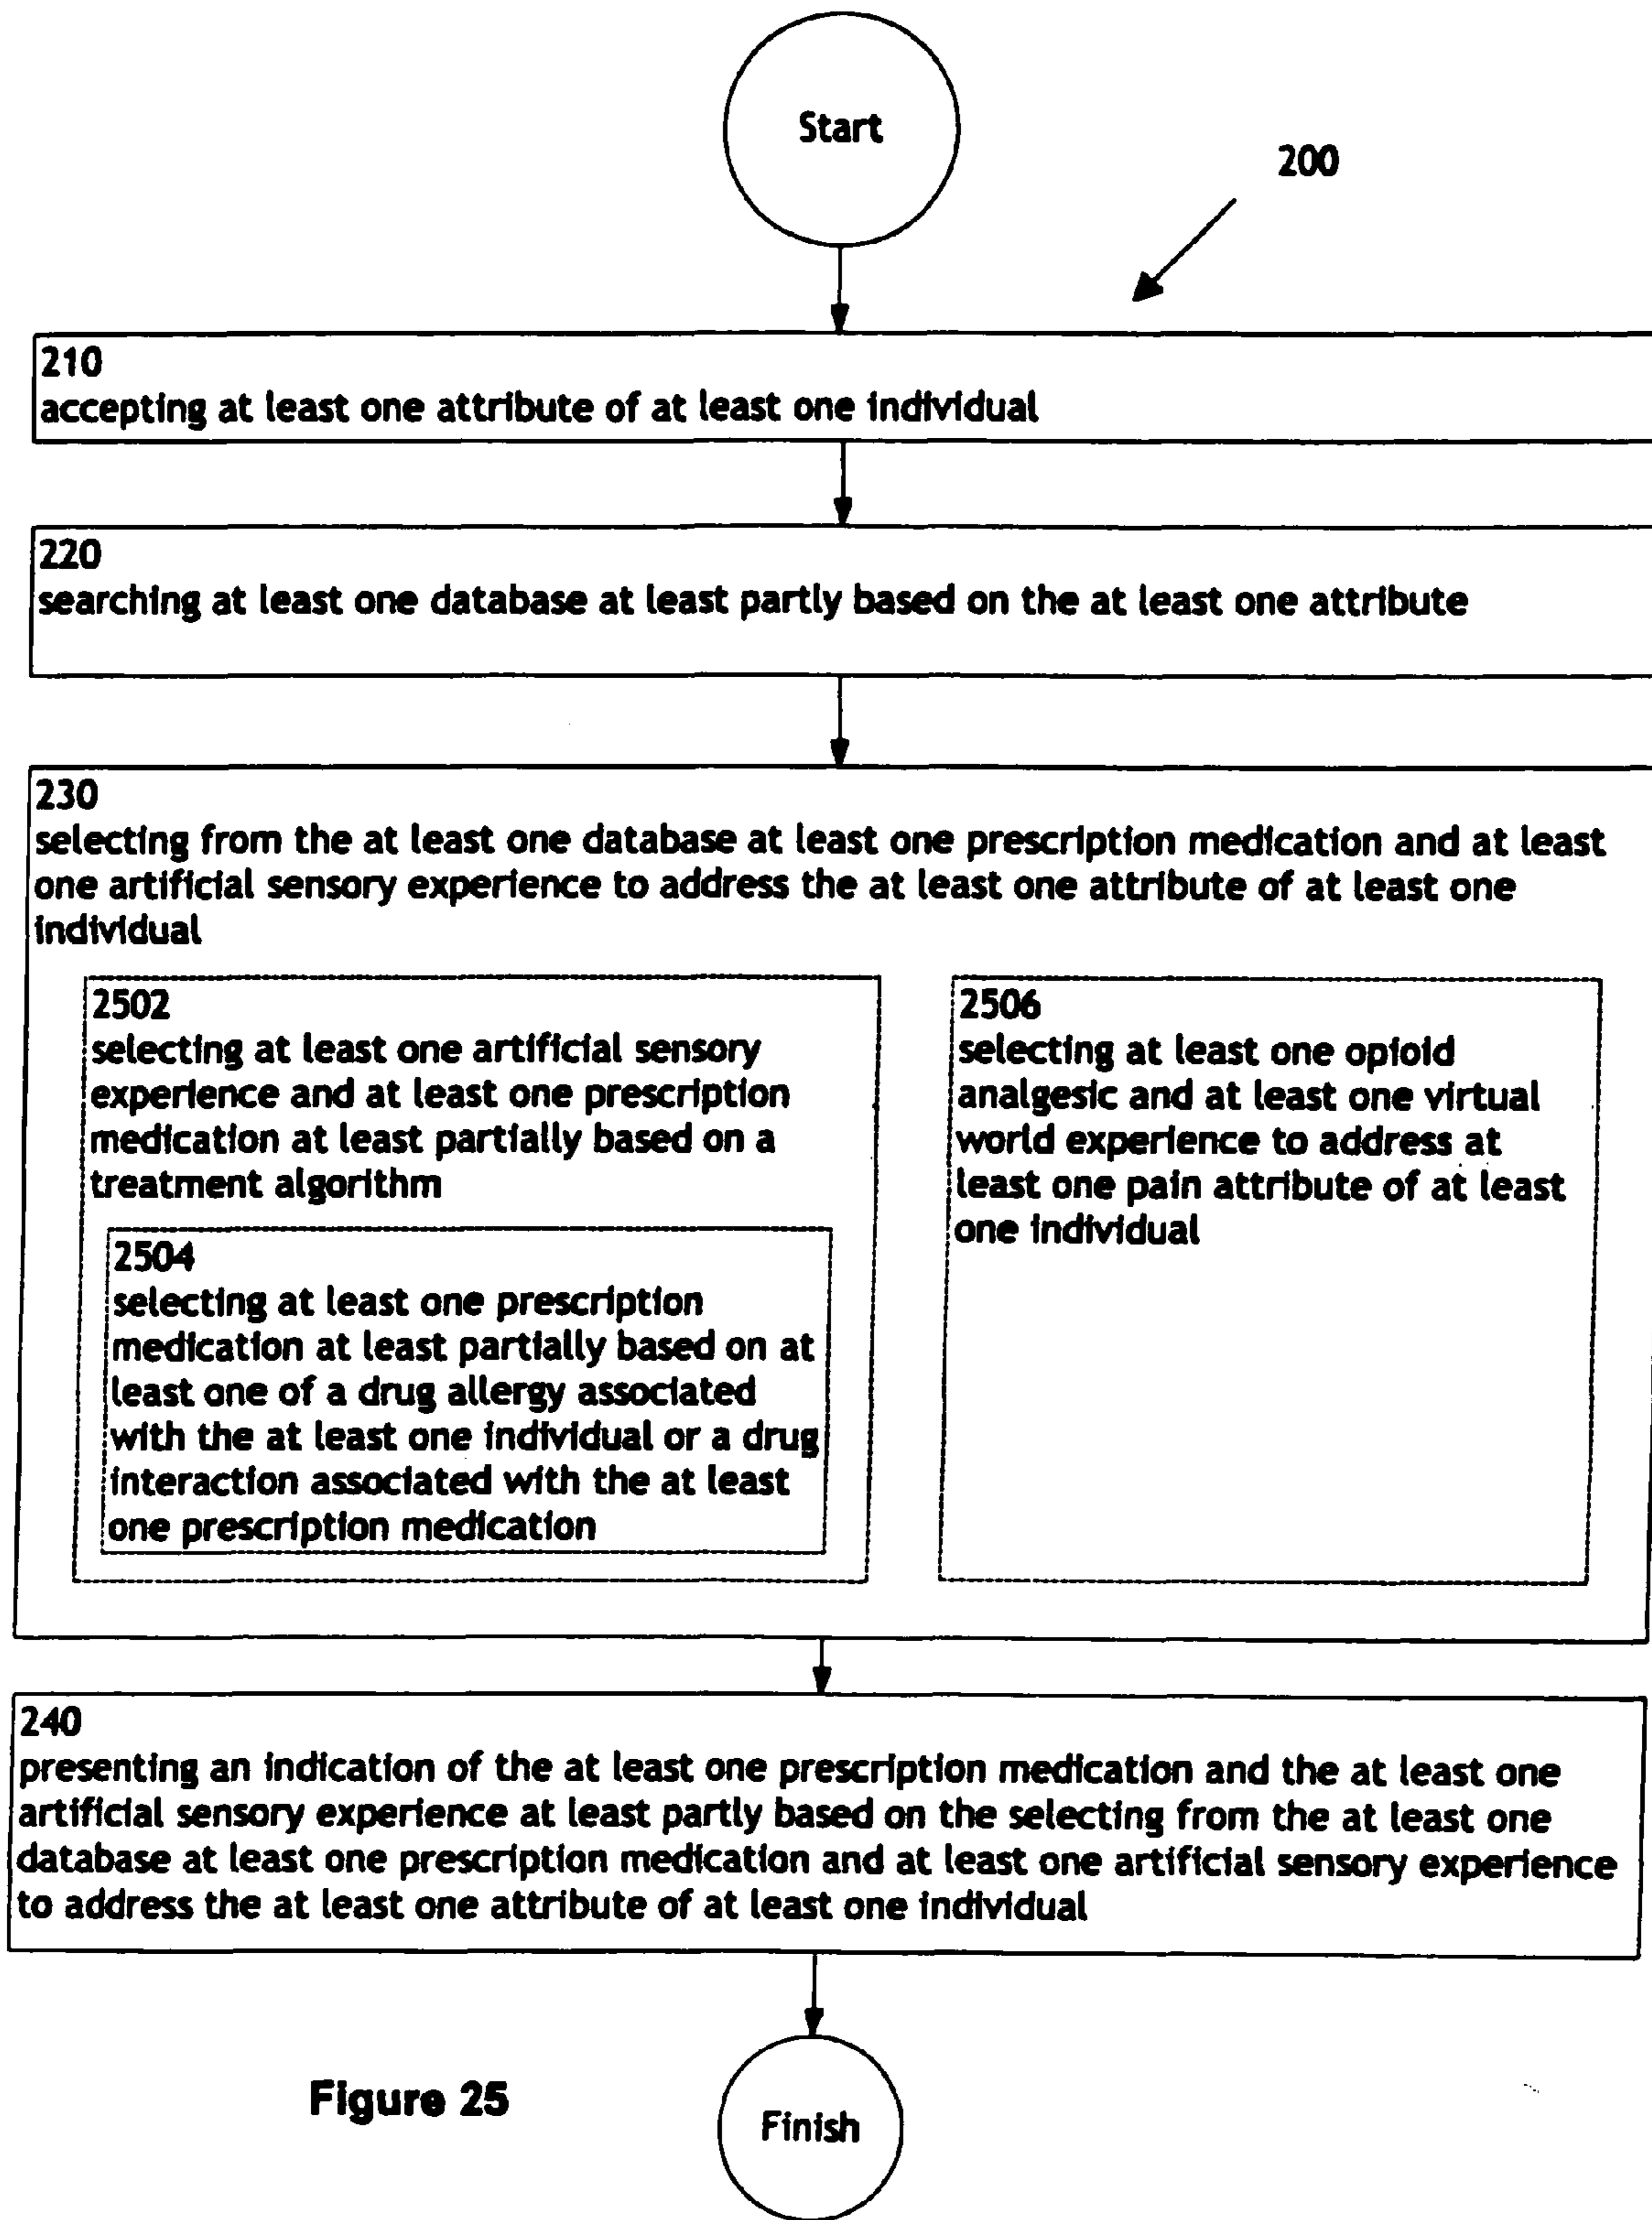 Start
200
210
accepting at least one attribute of at least one individual
220
searching at least one database at least partly based on the at least one attribute
230
selecting from the at least one database at least one prescription medication and at least
one artificial sensory experience to address the at least one attribute of at least one
individual
2502
selecting at least one artificial sensory
experience and at least one prescription
medication at least partially based on a
treatment algorithm
2504
selecting at least one prescription
medication at least partially based on at
least one of a drug allergy associated
with the at least one individual or a drug
interaction associated with the at least
one prescription medication
2506
selecting at least one opioid
analgesic and at least one virtual
world experience to address at
least one pain attribute of at least
one individual
240
presenting an indication of the at least one prescription medication and the at least one
artificial sensory experience at least partly based on the selecting from the at least one
database at least one prescription medication and at least one artificial sensory experience
to address the at least one attribute of at least one individual
Figure 25
Finish